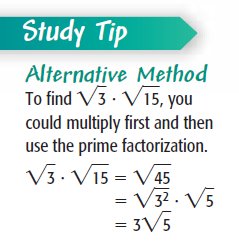 Study Tip
Alternative Method
To find √3 · √15, you
could multiply first and then
use the prime factorization.
√3 · √15 = √45
= √3² · √5
= 3√5